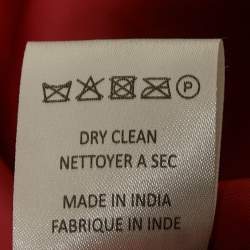 P
DRY CLEAN
NETTOYER A SEC
MADE IN INDIA
FABRIQUE IN INDE